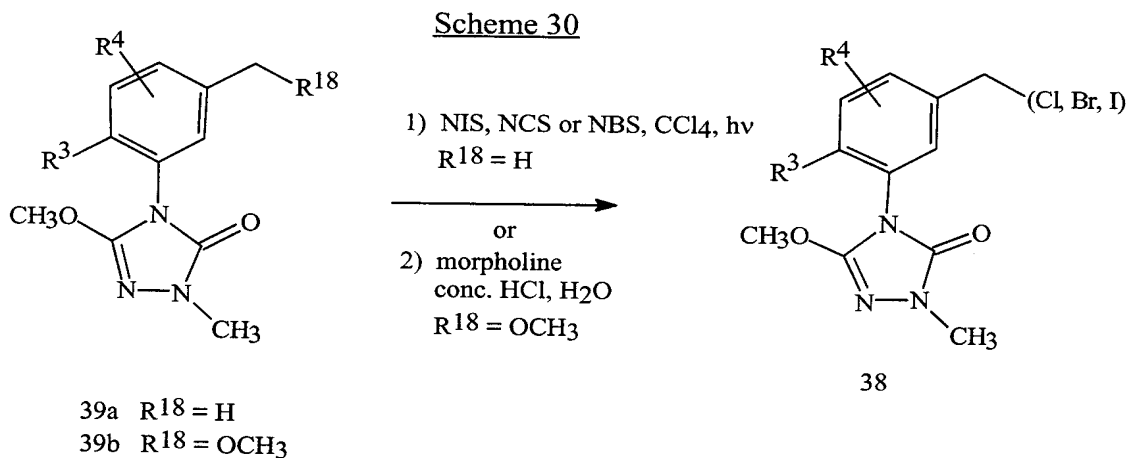 Scheme 30
R4
R18
R3
CH3O
N
O
N
N
CH3
1) NIS, NCS or NBS, CCl4, hν
R18 = H
or
2) morpholine
conc. HCl, H2O
R18 = OCH3
R4
(Cl, Br, I)
R3
CH3O
N
O
N
N
CH3
38
39a R18 = H
39b R18 = OCH3